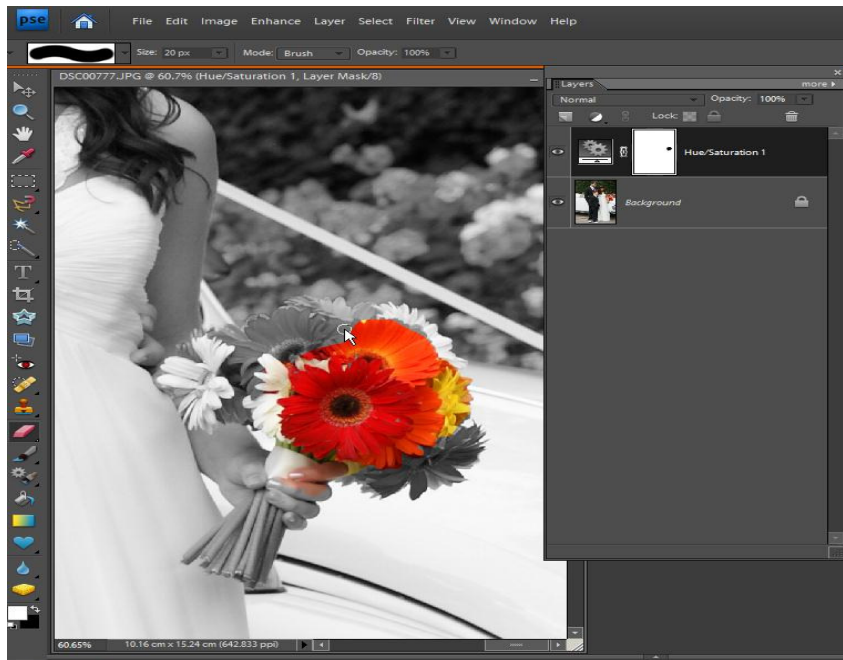 pse File Edit Image Enhance Layer Select Filter View Window Help
Size: 20 px Mode: Brush Opacity: 100%
DSC00777.JPG @ 60.7% (Hue/Saturation 1, Layer Mask/8)
Layers more
Normal Opacity: 100%
Lock:
Hue/Saturation 1
Background
T
60.65% 10.16 cm x 15.24 cm (642.833 ppi)